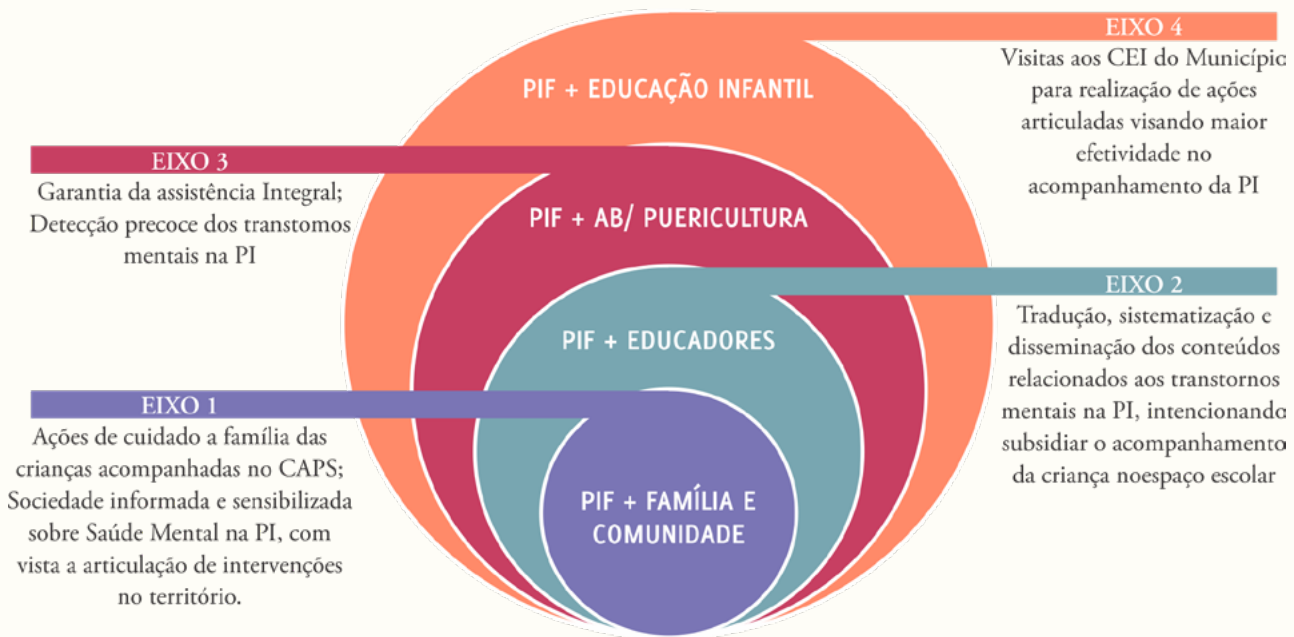 EIXO 4
Visitas aos CEI do Município
para realização de ações
articuladas visando maior
efetividade no
acompanhamento da PI
PIF + EDUCAÇÃO INFANTIL
EIXO 3
Garantia da assistência Integral;
Detecção precoce dos transtomos
mentais na PI
PIF + AB/ PUERICULTURA
EIXO 2
Tradução, sistematização e
disseminação dos conteúdos
relacionados aos transtornos
mentais na PI, intencionando
subsidiar o acompanhamento
da criança noespaço escolar
PIF + EDUCADORES
EIXO 1
Ações de cuidado a família das
crianças acompanhadas no CAPS;
Sociedade informada e sensibilizada
sobre Saúde Mental na PI, com
vista a articulação de intervenções
no território.
PIF + FAMÍLIA E
COMUNIDADE